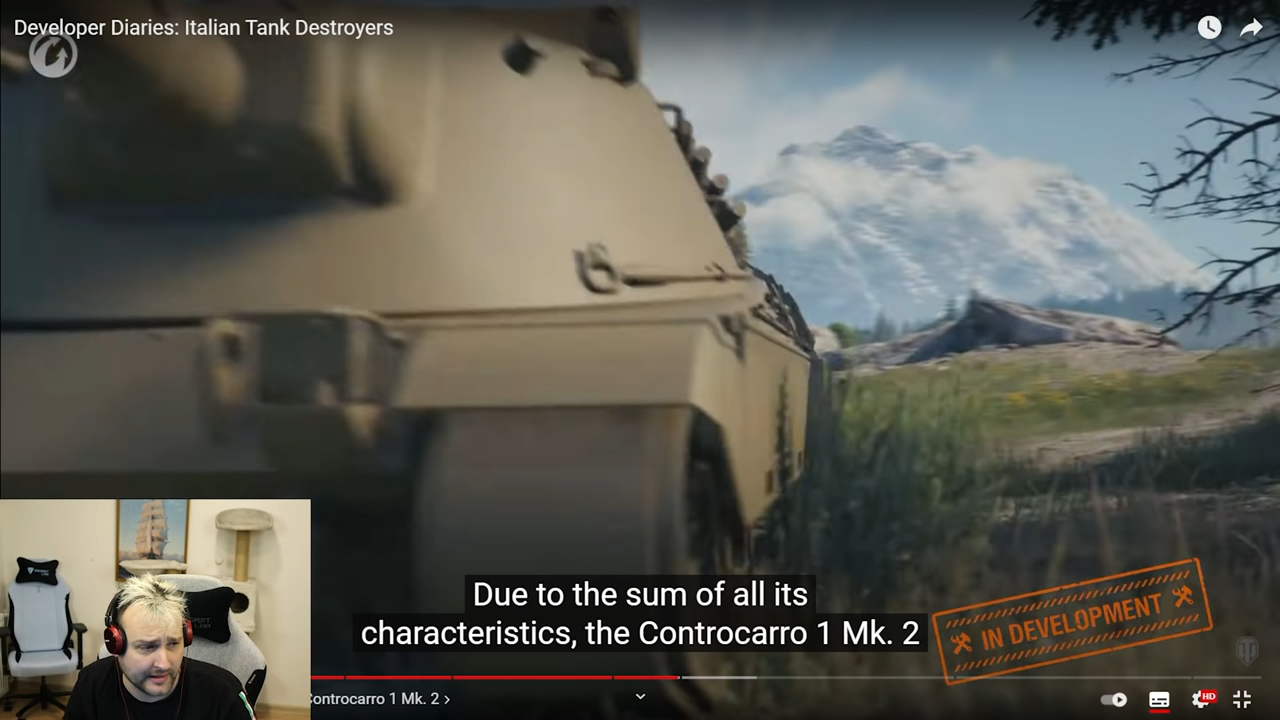 Developer Diaries: Italian Tank Destroyers
Due to the sum of all its
characteristics, the Controcarro 1 Mk. 2
IN DEVELOPMENT
Controcarro 1 Mk. 2
HD